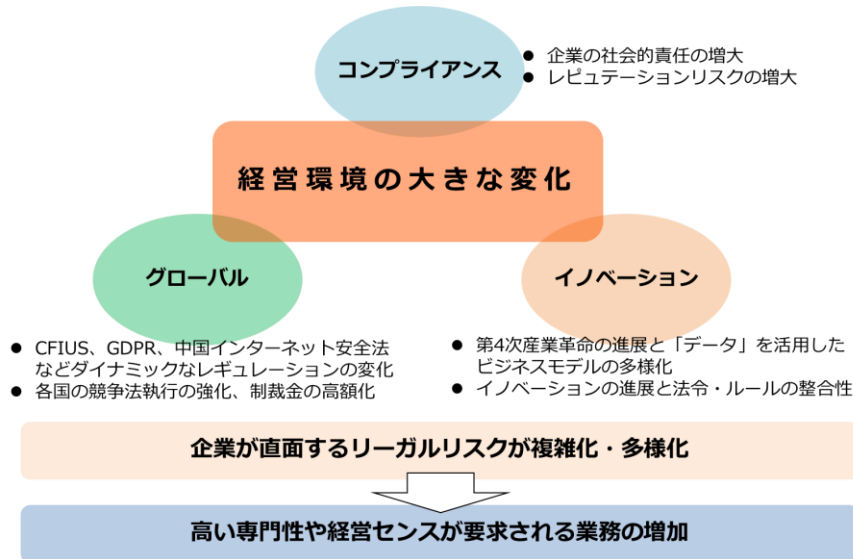 コンプライアンス
● 企業の社会的責任の増大
● レピュテーションリスクの増大
経営環境の大きな変化
グローバル
イノベーション
● CFIUS、GDPR、中国インターネット安全法
などダイナミックなレギュレーションの変化
● 各国の競争法執行の強化、制裁金の高額化
● 第4次産業革命の進展と「データ」を活用した
ビジネスモデルの多様化
● イノベーションの進展と法令・ルールの整合性
企業が直面するリーガルリスクが複雑化・多様化
高い専門性や経営センスが要求される業務の増加